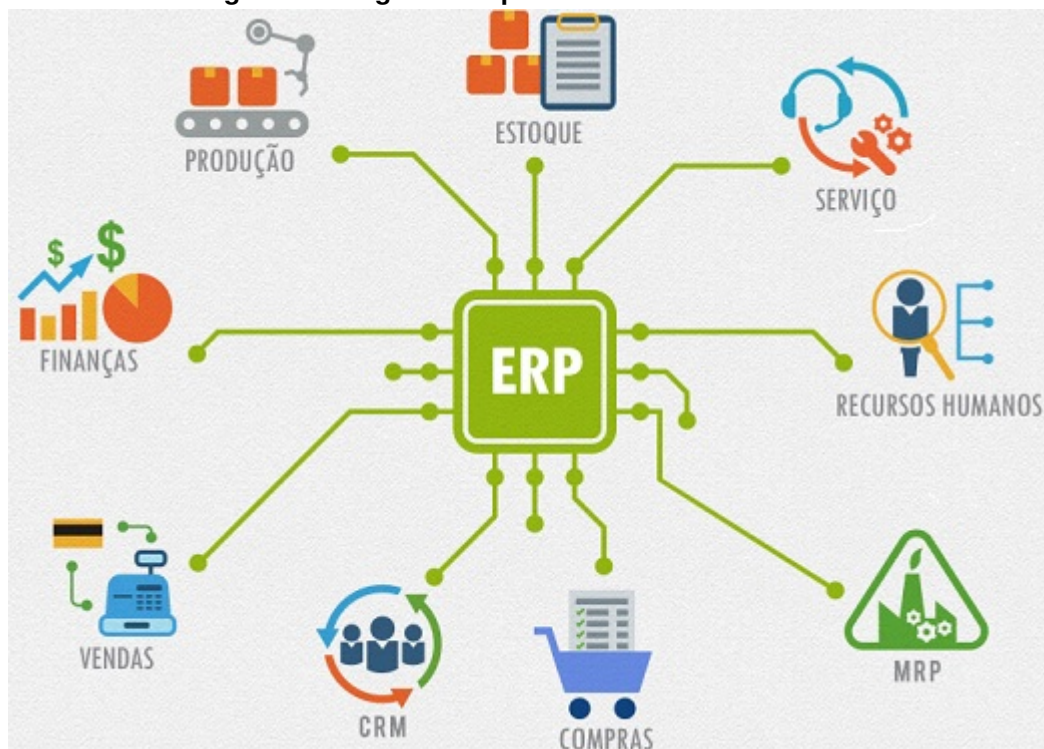 PRODUÇÃO
ESTOQUE
SERVIÇO
FINANÇAS
$ $
ERP
RECURSOS HUMANOS
VENDAS
CRM
COMPRAS
MRP